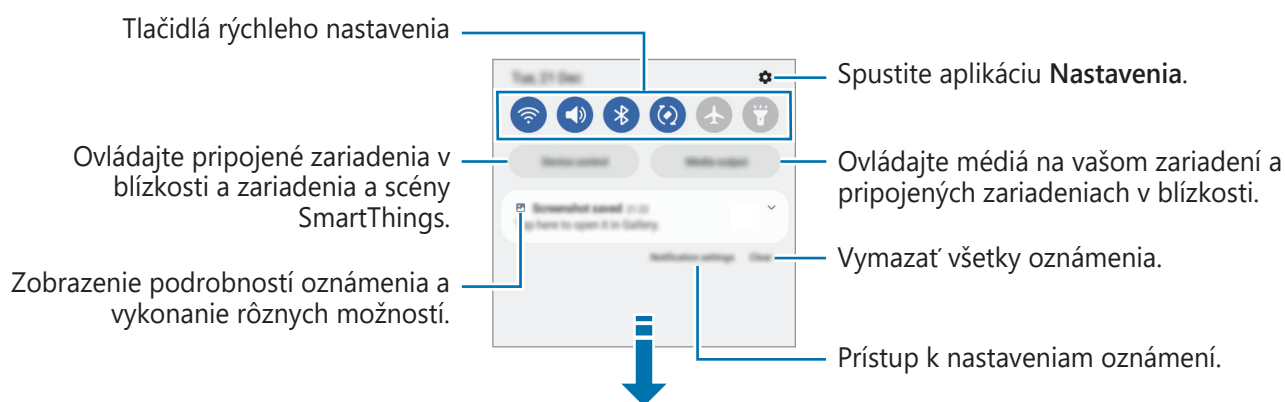 Tlačidlá rýchleho nastavenia
Tue, 21 Dec
Spustite aplikáciu Nastavenia.
Ovládajte pripojené zariadenia v
blízkosti a zariadenia a scény
SmartThings.
Device control
Media output
Ovládajte médiá na vašom zariadení a
pripojených zariadeniach v blízkosti.
Screenshot saved 21:22
Tap here to open it in Gallery.
Notification settings Clear
Vymazať všetky oznámenia.
Zobrazenie podrobností oznámenia a
vykonanie rôznych možností.
Prístup k nastaveniam oznámení.